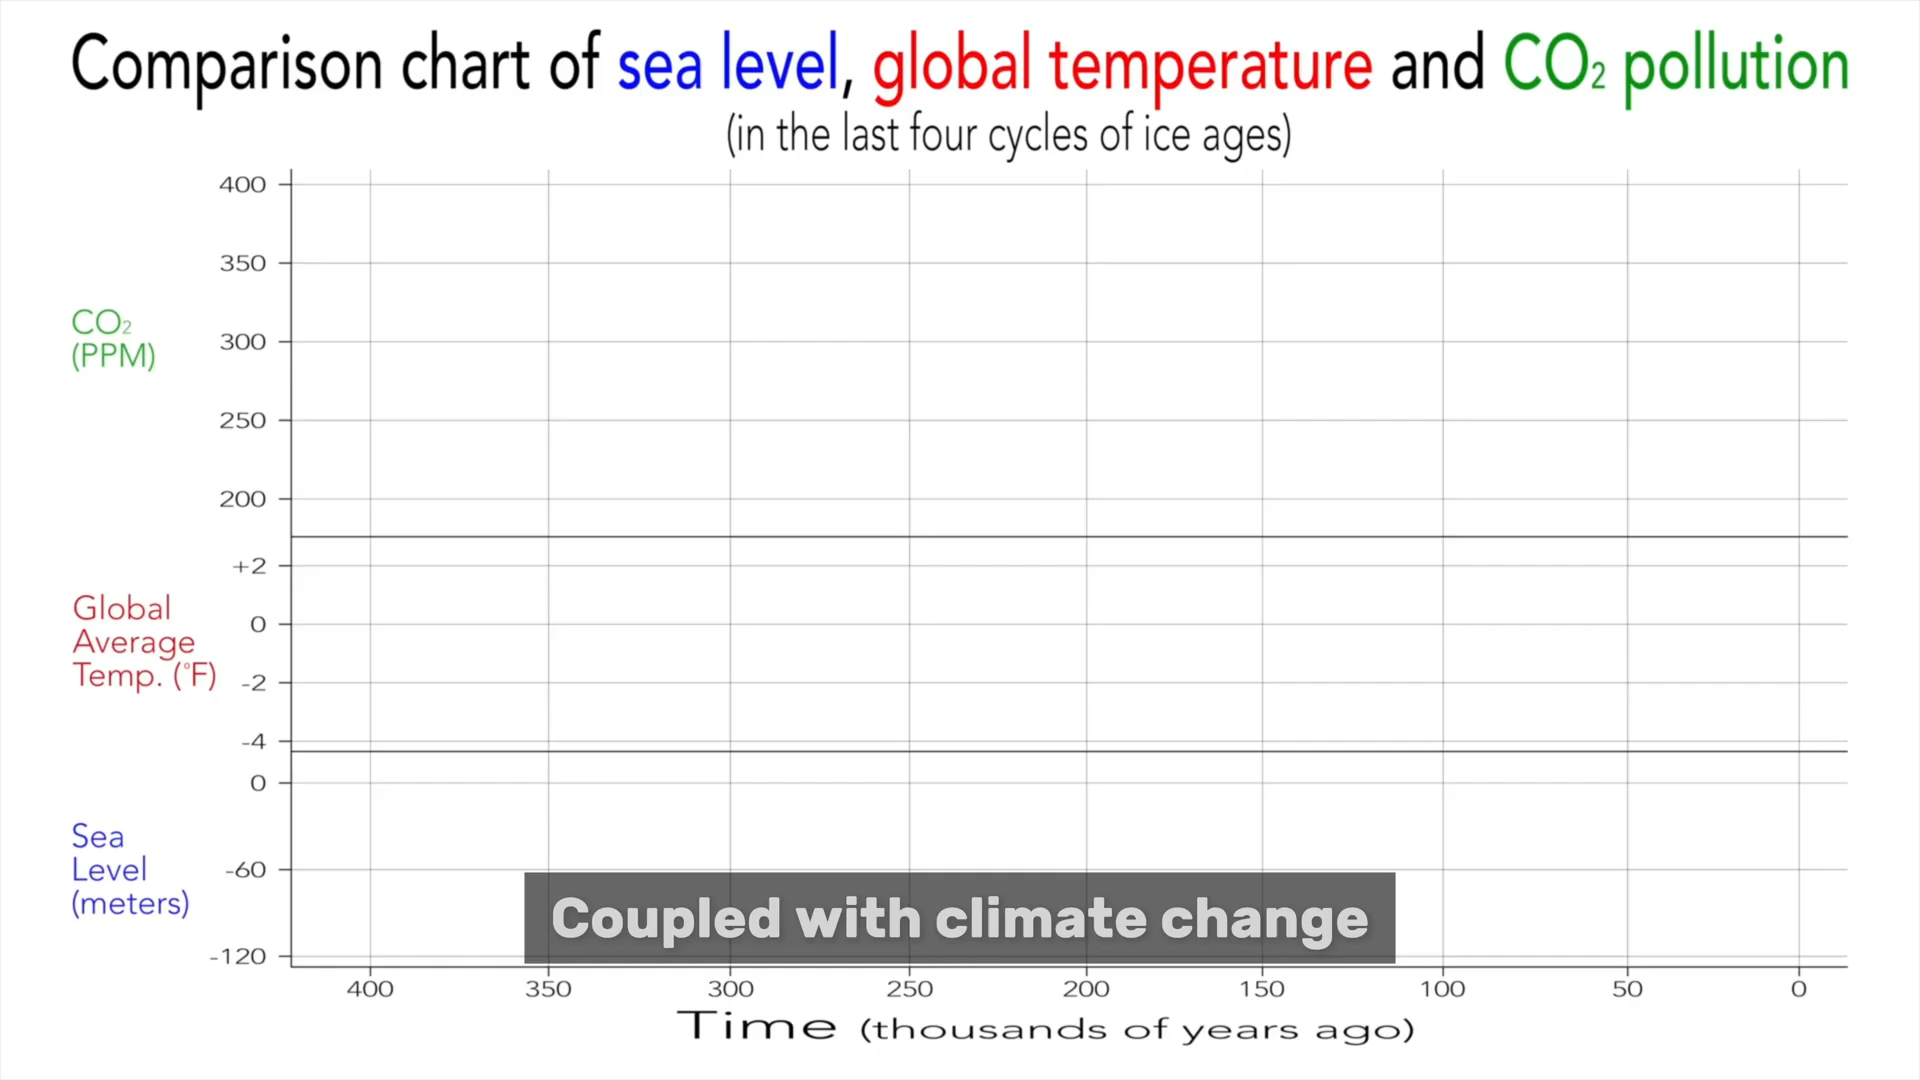 Comparison chart of sea level, global temperature and CO₂ pollution
(in the last four cycles of ice ages)
400
350
CO₂
(PPM)
300
250
200
+2
Global
Average
Temp. (°F)
0
-2
-4
0
Sea
Level
(meters)
-60
-120
Coupled with climate change
400 350 300 250 200 150 100 50 0
Time (thousands of years ago)